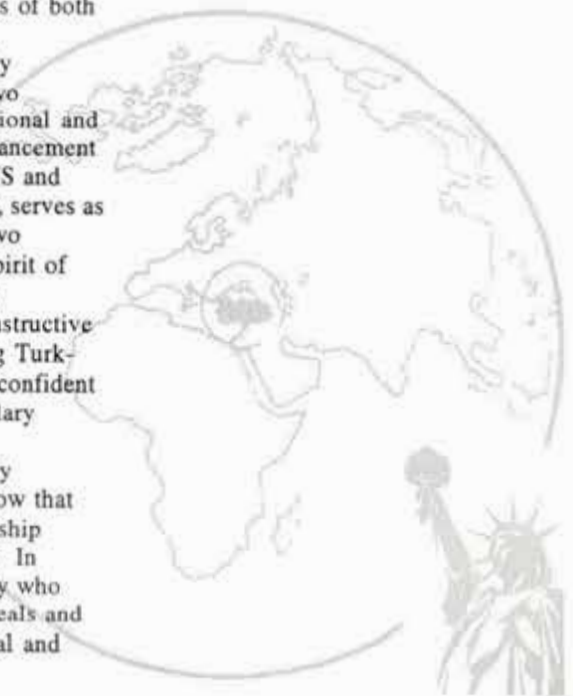 s of both
y
vo
ional and
ancement
S and
, serves as
vo
pirit of
nstructive
g Turk-
confident
lary
y
ow that
ship
In
y who
eals and
al and